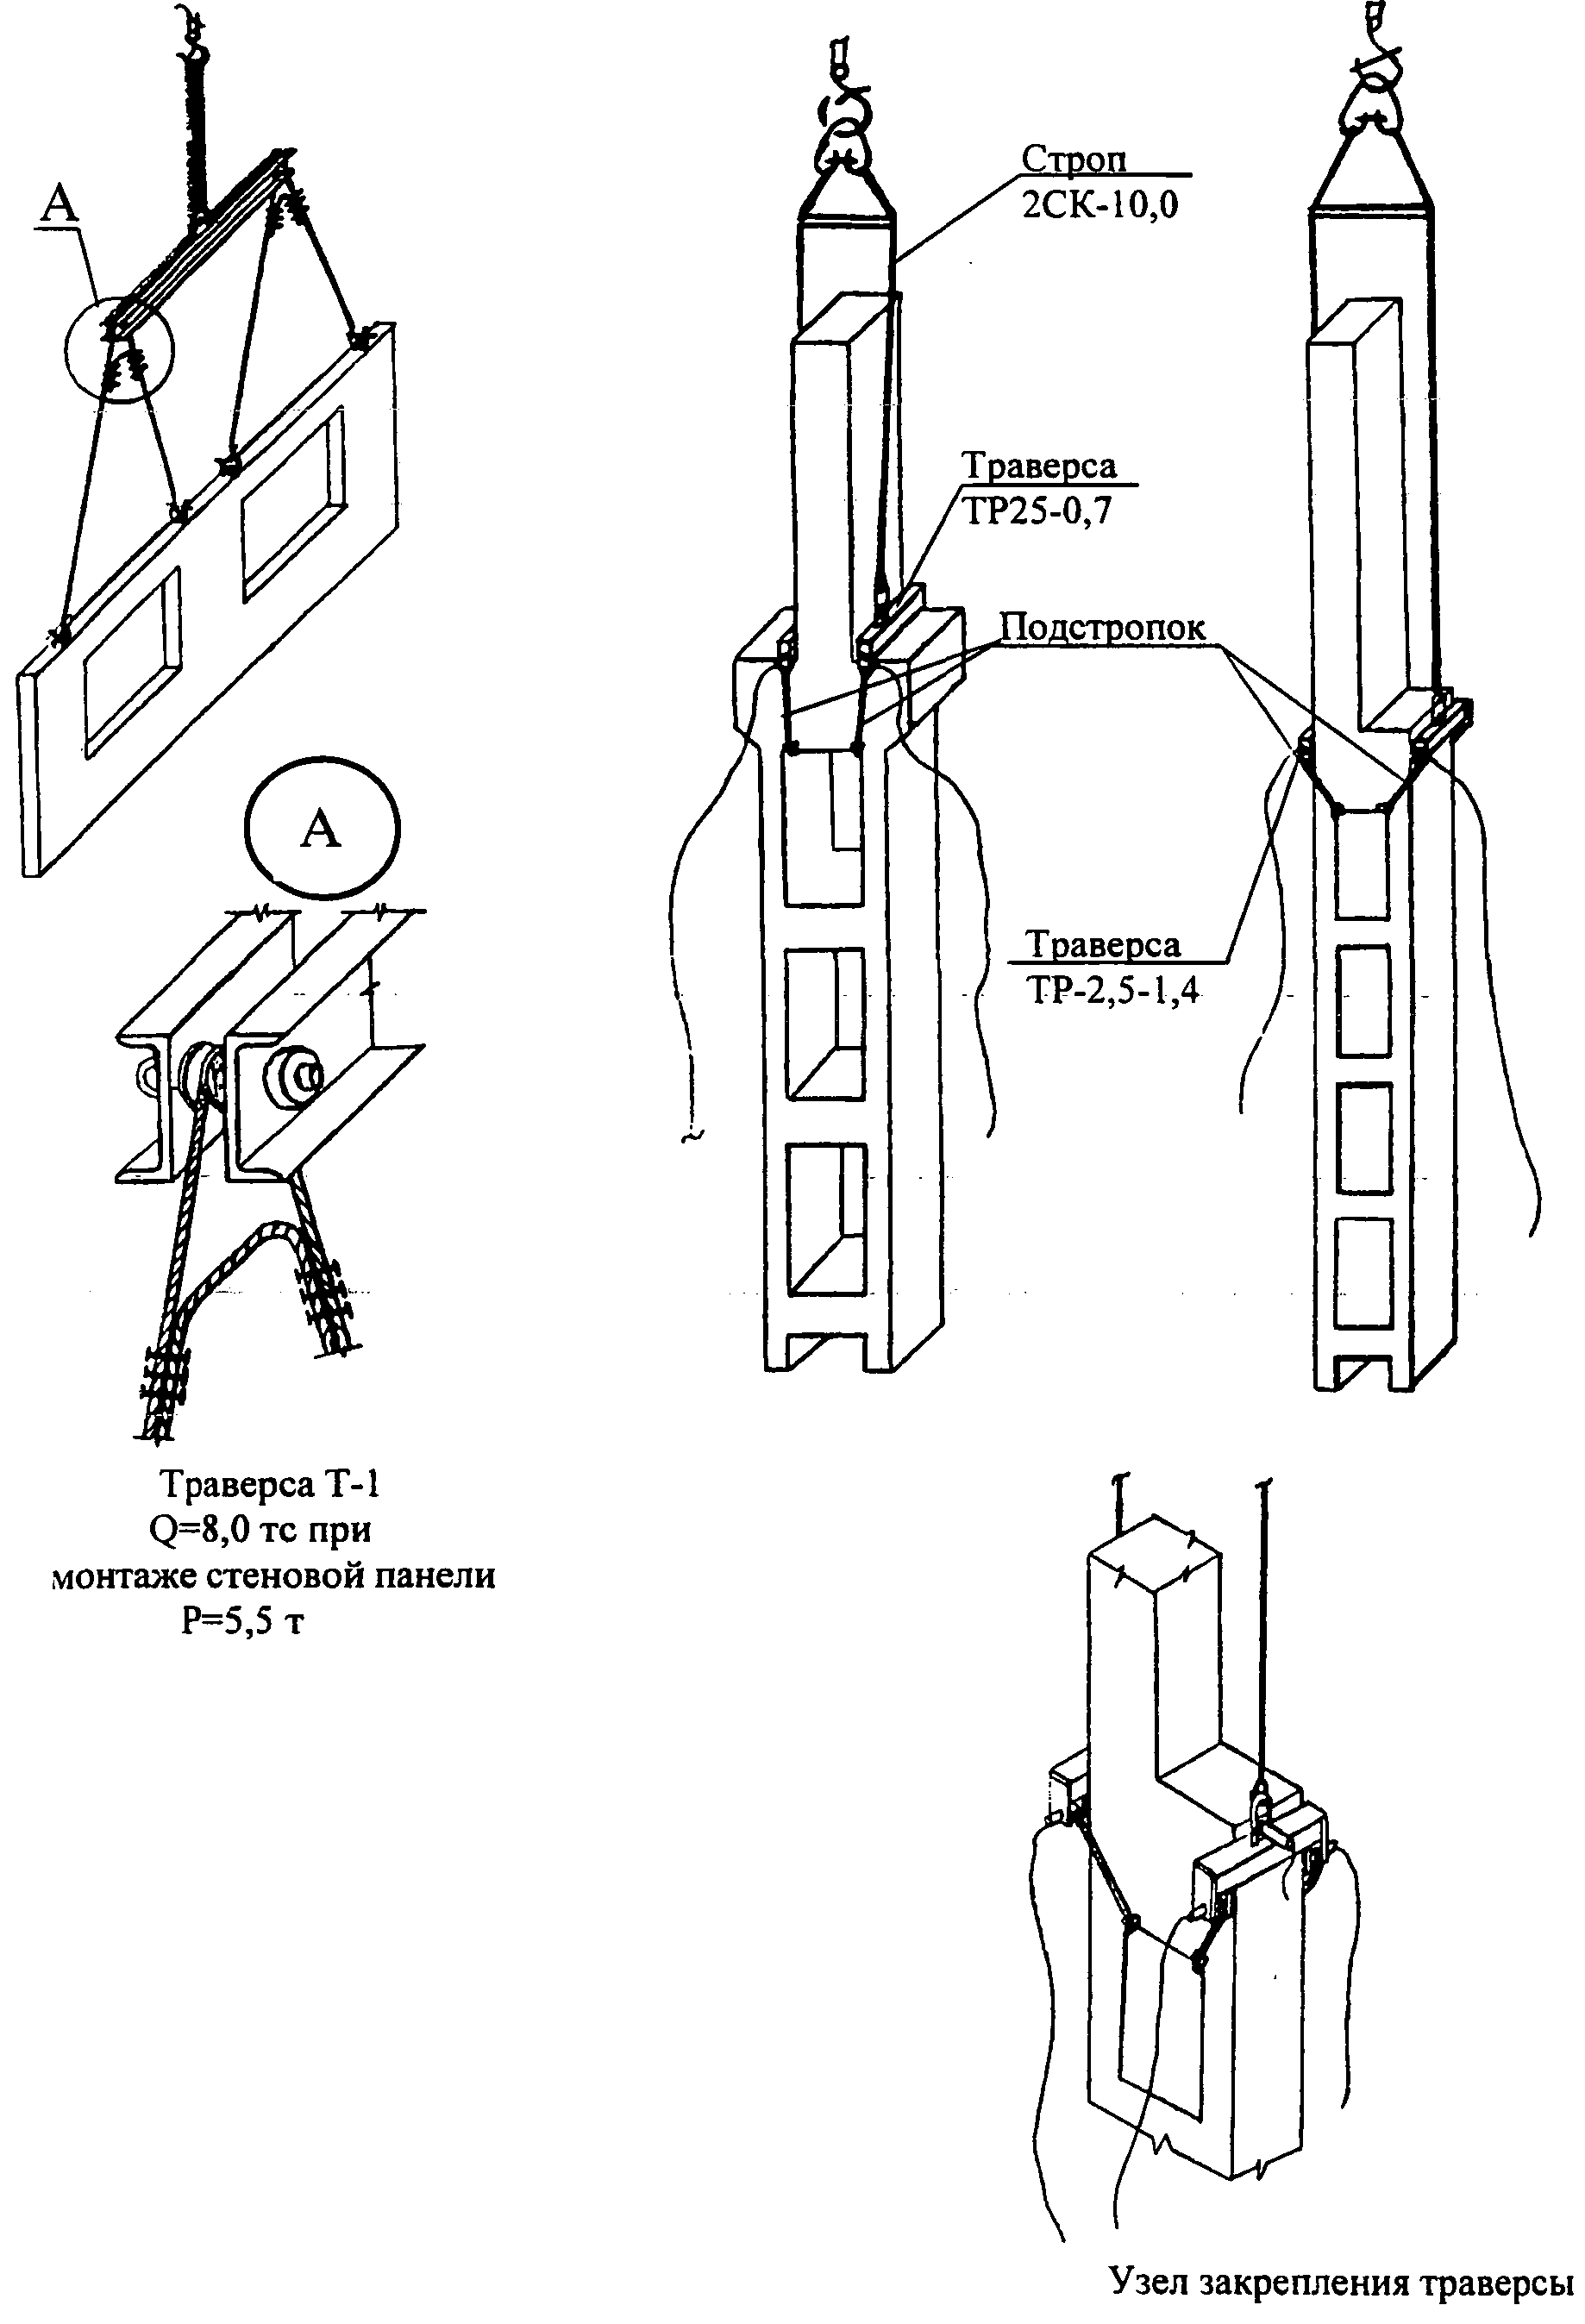 А
Строп
2СК-10,0
Траверса
ТР25-0,7
Подстропок
А
Траверса
ТР-2,5-1,4
Траверса Т-1
Q=8,0 тс при
монтаже стеновой панели
Р=5,5 т
Узел закрепления траверсы